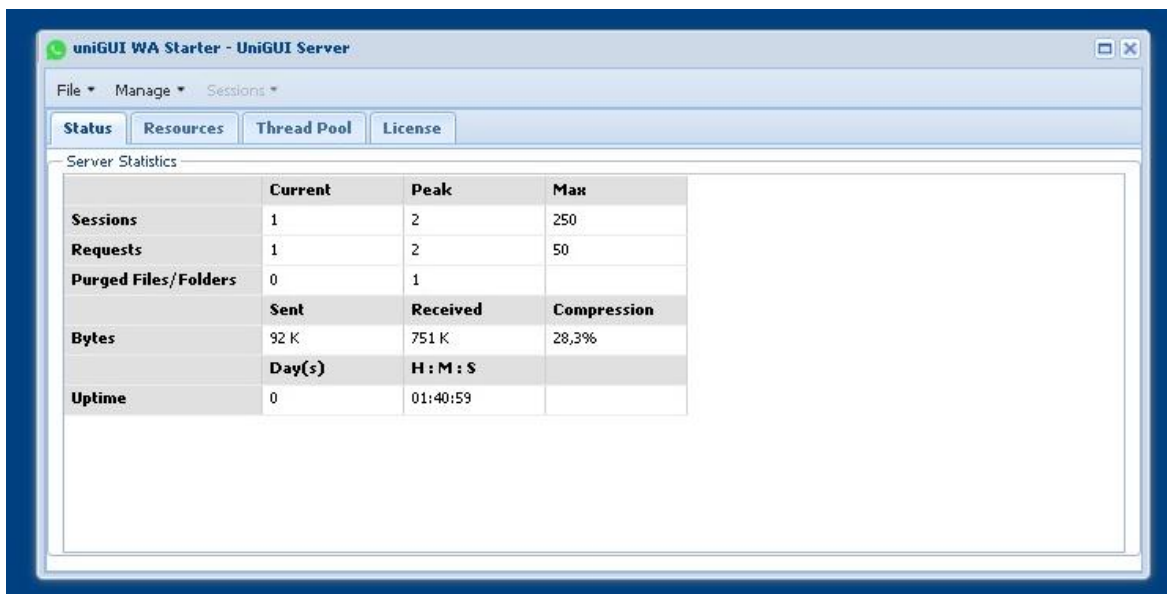 uniGUI WA Starter - UniGUI Server
File Manage Sessions
Status Resources Thread Pool License
Server Statistics
Current Peak Max
Sessions 1 2 250
Requests 1 2 50
Purged Files/Folders 0 1
Sent Received Compression
Bytes 92 K 751 K 28,3%
Day(s) H : M : S
Uptime 0 01:40:59